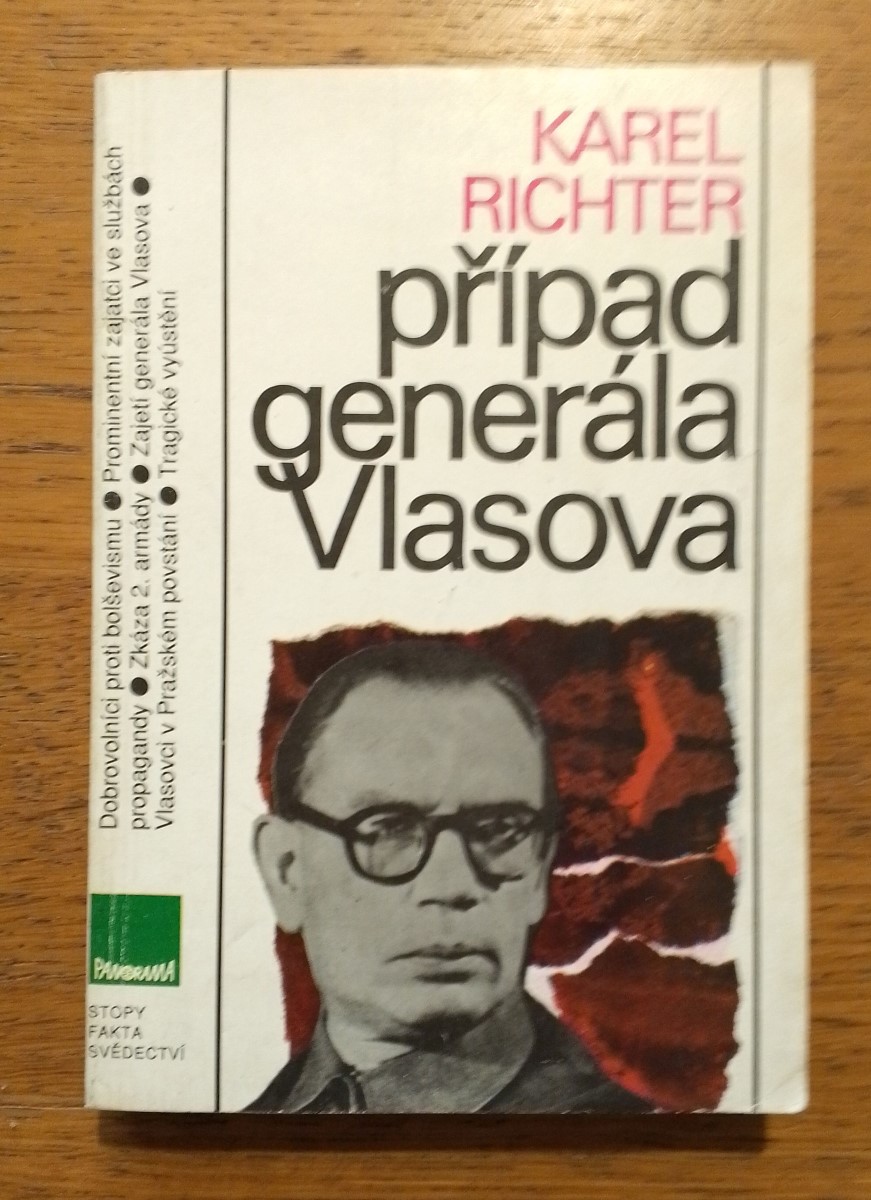 KAREL
RICHTER
případ
generála
Vlasova
Dobrovolníci proti bolševismu ● Prominentní zajatci ve službách
propagandy ● Zkáza 2. armády ● Zajetí generála Vlasova ●
Vlasovci v Pražském povstání ● Tragické vyústění
PANORAMA
STOPY
FAKTA
SVĚDECTVÍ